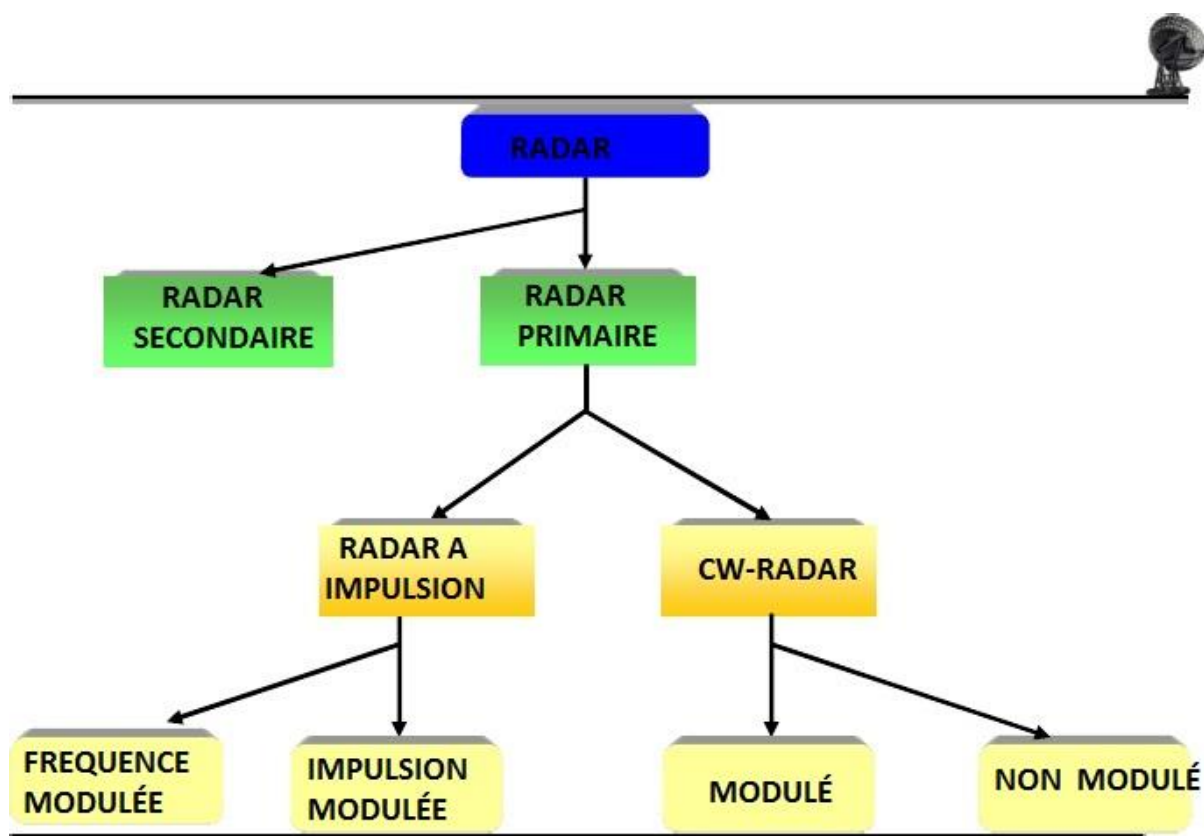 RADAR
RADAR
SECONDAIRE
RADAR
PRIMAIRE
RADAR A
IMPULSION
CW-RADAR
FREQUENCE
MODULÉE
IMPULSION
MODULÉE
MODULÉ
NON MODULÉ